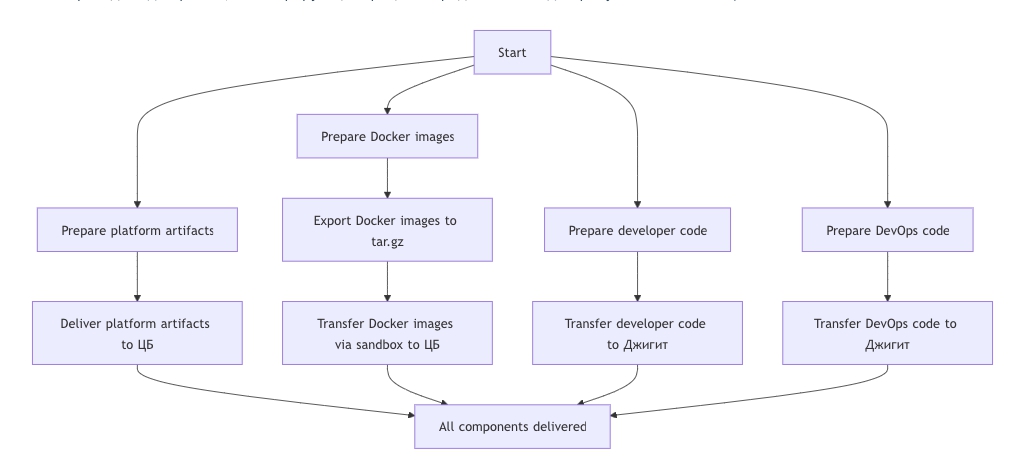 Start
Prepare Docker images
Prepare platform artifacts
Export Docker images to
tar.gz
Prepare developer code
Prepare DevOps code
Deliver platform artifacts
to ЦБ
Transfer Docker images
via sandbox to ЦБ
Transfer developer code
to Джигит
Transfer DevOps code to
Джигит
All components delivered